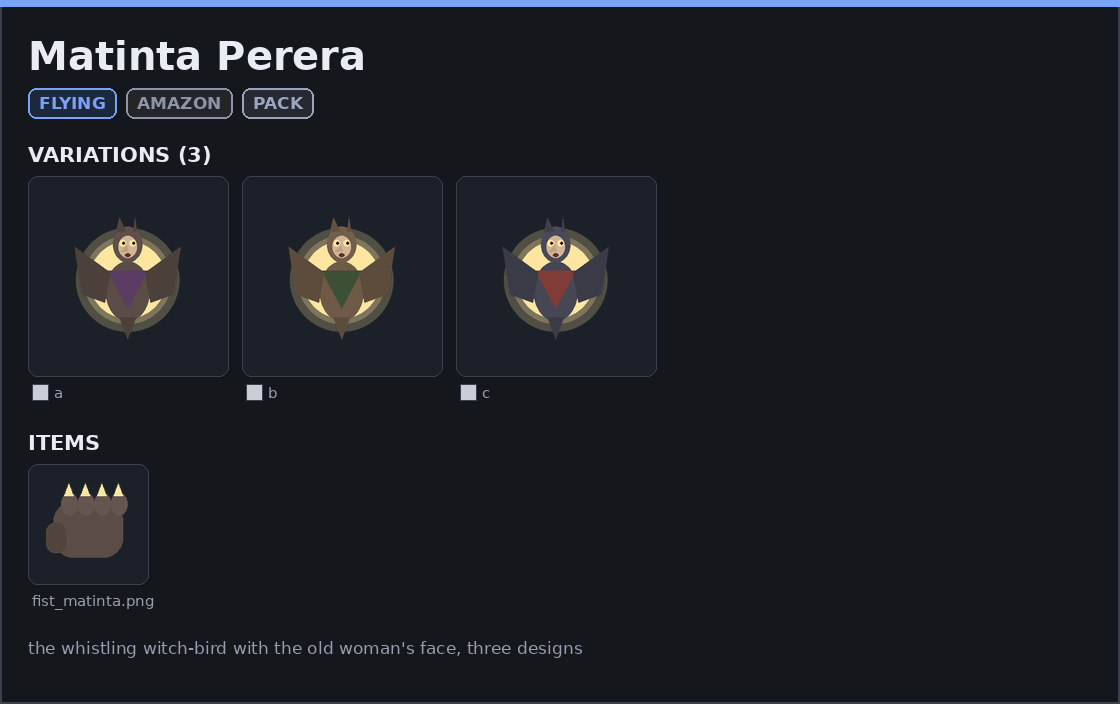 Matinta Perera
FLYING AMAZON PACK
VARIATIONS (3)
a b c
ITEMS
fist_matinta.png
the whistling witch-bird with the old woman's face, three designs